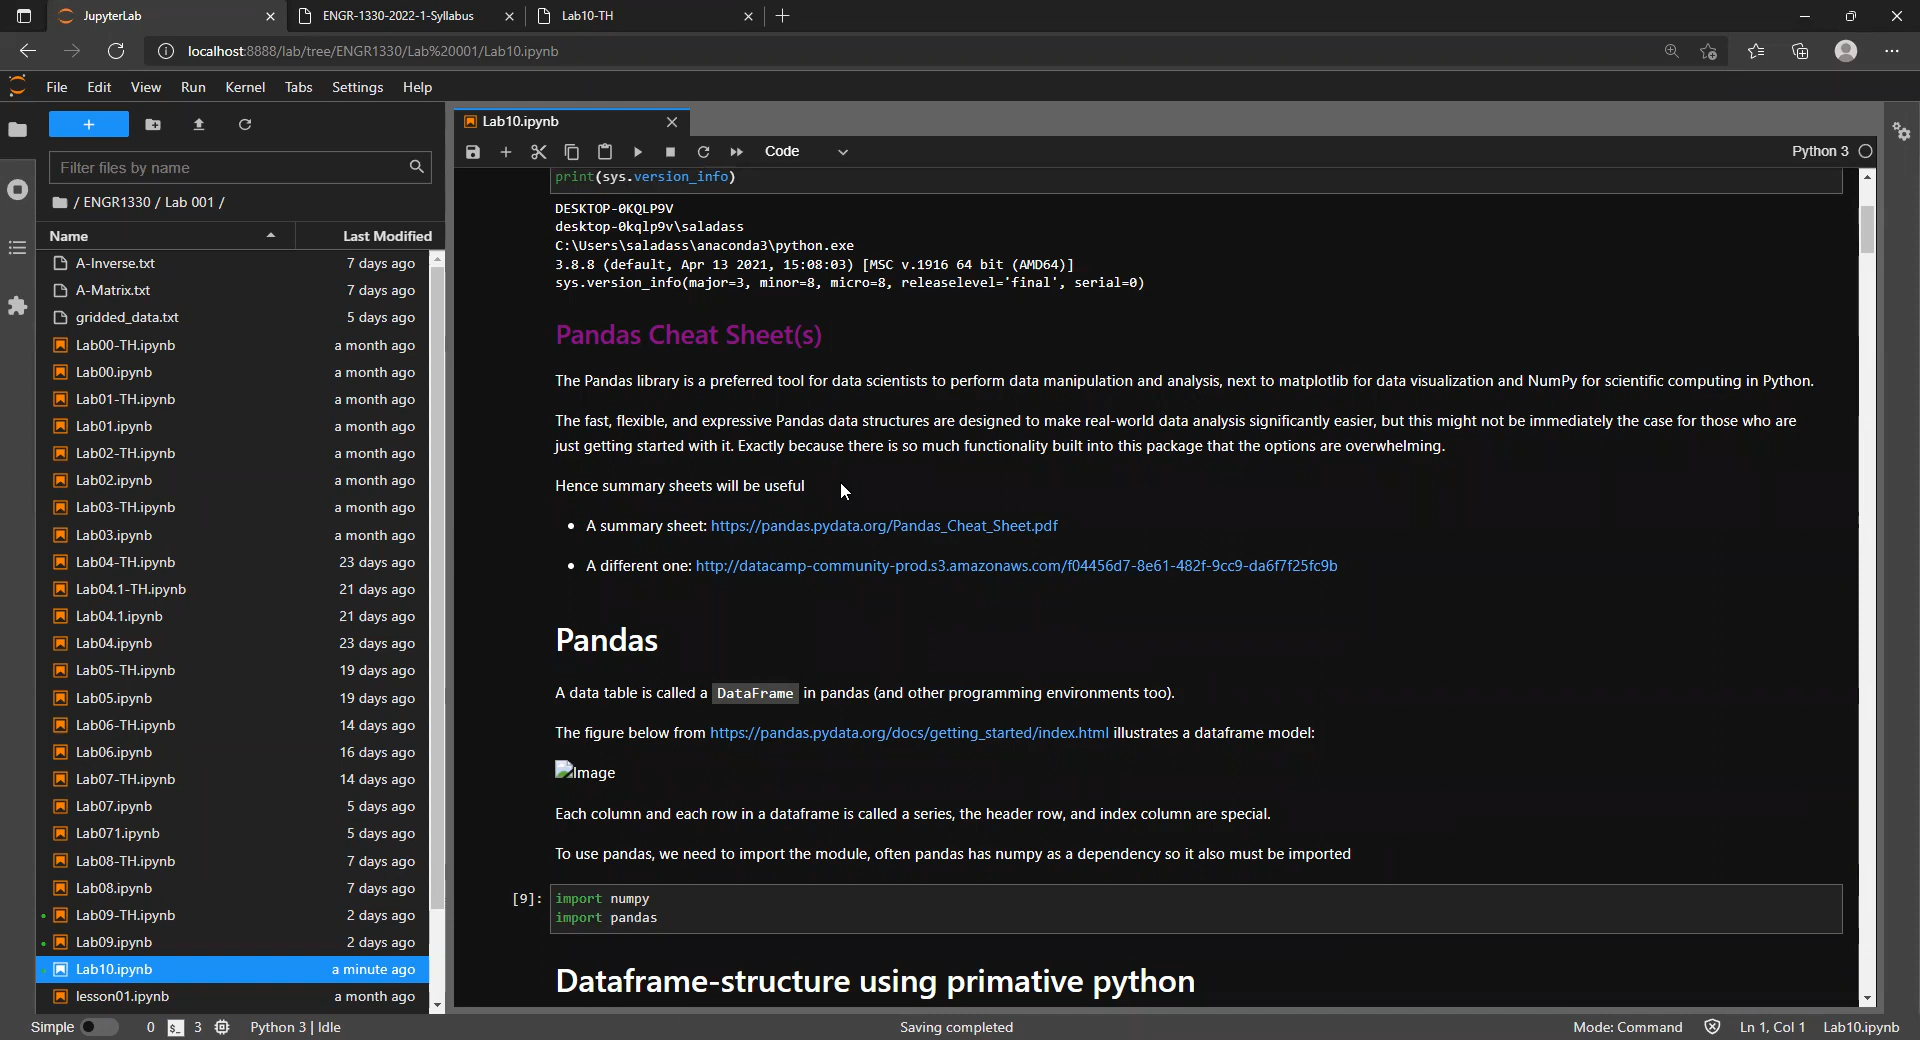 JupyterLab
ENGR-1330-2022-1-Syllabus
Lab10-TH
localhost:8888/lab/tree/ENGR1330/Lab%20001/Lab10.ipynb
File Edit View Run Kernel Tabs Settings Help
Filter files by name
/ ENGR1330 / Lab 001 /
Name Last Modified
A-Inverse.txt 7 days ago
A-Matrix.txt 7 days ago
gridded_data.txt 5 days ago
Lab00-TH.ipynb a month ago
Lab00.ipynb a month ago
Lab01-TH.ipynb a month ago
Lab01.ipynb a month ago
Lab02-TH.ipynb a month ago
Lab02.ipynb a month ago
Lab03-TH.ipynb a month ago
Lab03.ipynb a month ago
Lab04-TH.ipynb 23 days ago
Lab04.1-TH.ipynb 21 days ago
Lab04.1.ipynb 21 days ago
Lab04.ipynb 23 days ago
Lab05-TH.ipynb 19 days ago
Lab05.ipynb 19 days ago
Lab06-TH.ipynb 14 days ago
Lab06.ipynb 16 days ago
Lab07-TH.ipynb 14 days ago
Lab07.ipynb 5 days ago
Lab071.ipynb 5 days ago
Lab08-TH.ipynb 7 days ago
Lab08.ipynb 7 days ago
Lab09-TH.ipynb 2 days ago
Lab09.ipynb 2 days ago
Lab10.ipynb a minute ago
lesson01.ipynb a month ago
Lab10.ipynb
Code
Python 3
print(sys.version_info)
DESKTOP-0KQLP9V
desktop-0kqlp9v\saladass
C:\Users\saladass\anaconda3\python.exe
3.8.8 (default, Apr 13 2021, 15:08:03) [MSC v.1916 64 bit (AMD64)]
sys.version_info(major=3, minor=8, micro=8, releaselevel='final', serial=0)
Pandas Cheat Sheet(s)
The Pandas library is a preferred tool for data scientists to perform data manipulation and analysis, next to matplotlib for data visualization and NumPy for scientific computing in Python.
The fast, flexible, and expressive Pandas data structures are designed to make real-world data analysis significantly easier, but this might not be immediately the case for those who are
just getting started with it. Exactly because there is so much functionality built into this package that the options are overwhelming.
Hence summary sheets will be useful
• A summary sheet: https://pandas.pydata.org/Pandas_Cheat_Sheet.pdf
• A different one: http://datacamp-community-prod.s3.amazonaws.com/f04456d7-8e61-482f-9cc9-da6f7f25fc9b
Pandas
A data table is called a DataFrame in pandas (and other programming environments too).
The figure below from https://pandas.pydata.org/docs/getting_started/index.html illustrates a dataframe model:
Image
Each column and each row in a dataframe is called a series, the header row, and index column are special.
To use pandas, we need to import the module, often pandas has numpy as a dependency so it also must be imported
[9]: import numpy
import pandas
Dataframe-structure using primative python
Simple 0 3 Python 3 | Idle Saving completed Mode: Command Ln 1, Col 1 Lab10.ipynb